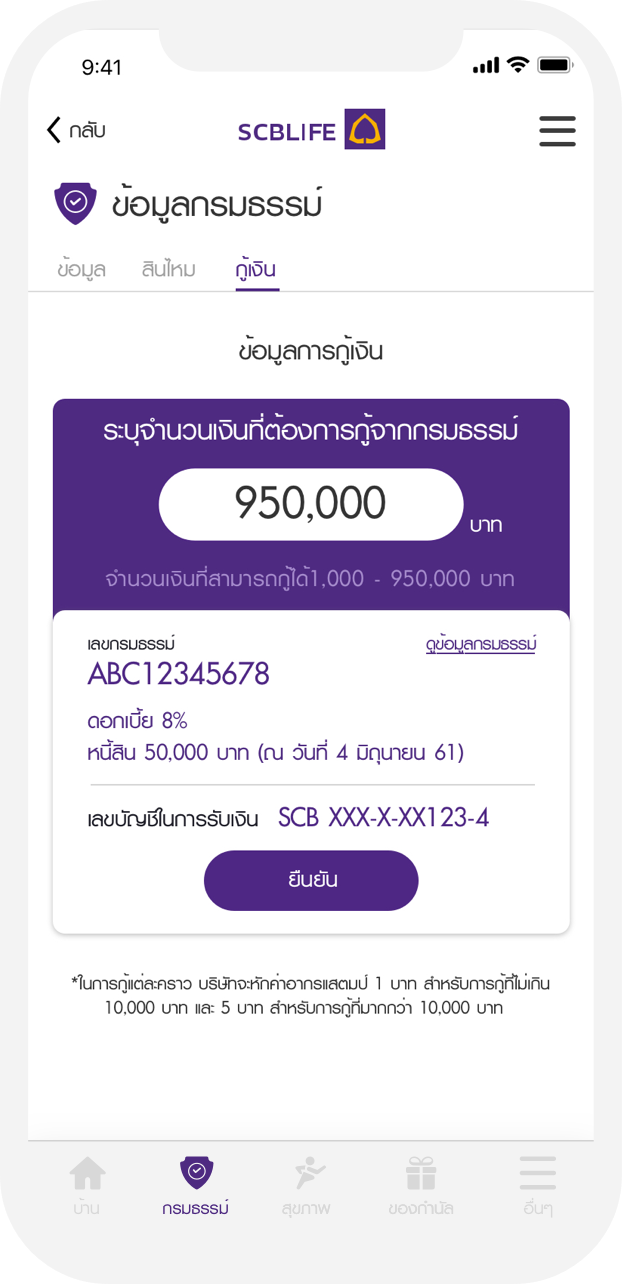 9:41
กลับ
SCBLIFE
ข้อมูลกรมธรรม์
ข้อมูล สินไหม กู้เงิน
ข้อมูลการกู้เงิน
ระบุจำนวนเงินที่ต้องการกู้จากกรมธรรม์
950,000 บาท
จำนวนเงินที่สามารถกู้ได้1,000 - 950,000 บาท
เลขกรมธรรม์ ดูข้อมูลกรมธรรม์
ABC12345678
ดอกเบี้ย 8%
หนี้สิน 50,000 บาท (ณ วันที่ 4 มิถุนายน 61)
เลขบัญชีในการรับเงิน SCB XXX-X-XX123-4
ยืนยัน
*ในการกู้แต่ละคราว บริษัทจะหักค่าอากรแสตมป์ 1 บาท สำหรับการกู้ที่ไม่เกิน
10,000 บาท และ 5 บาท สำหรับการกู้ที่มากกว่า 10,000 บาท
บ้าน กรมธรรม์ สุขภาพ ของกำนัล อื่นๆ